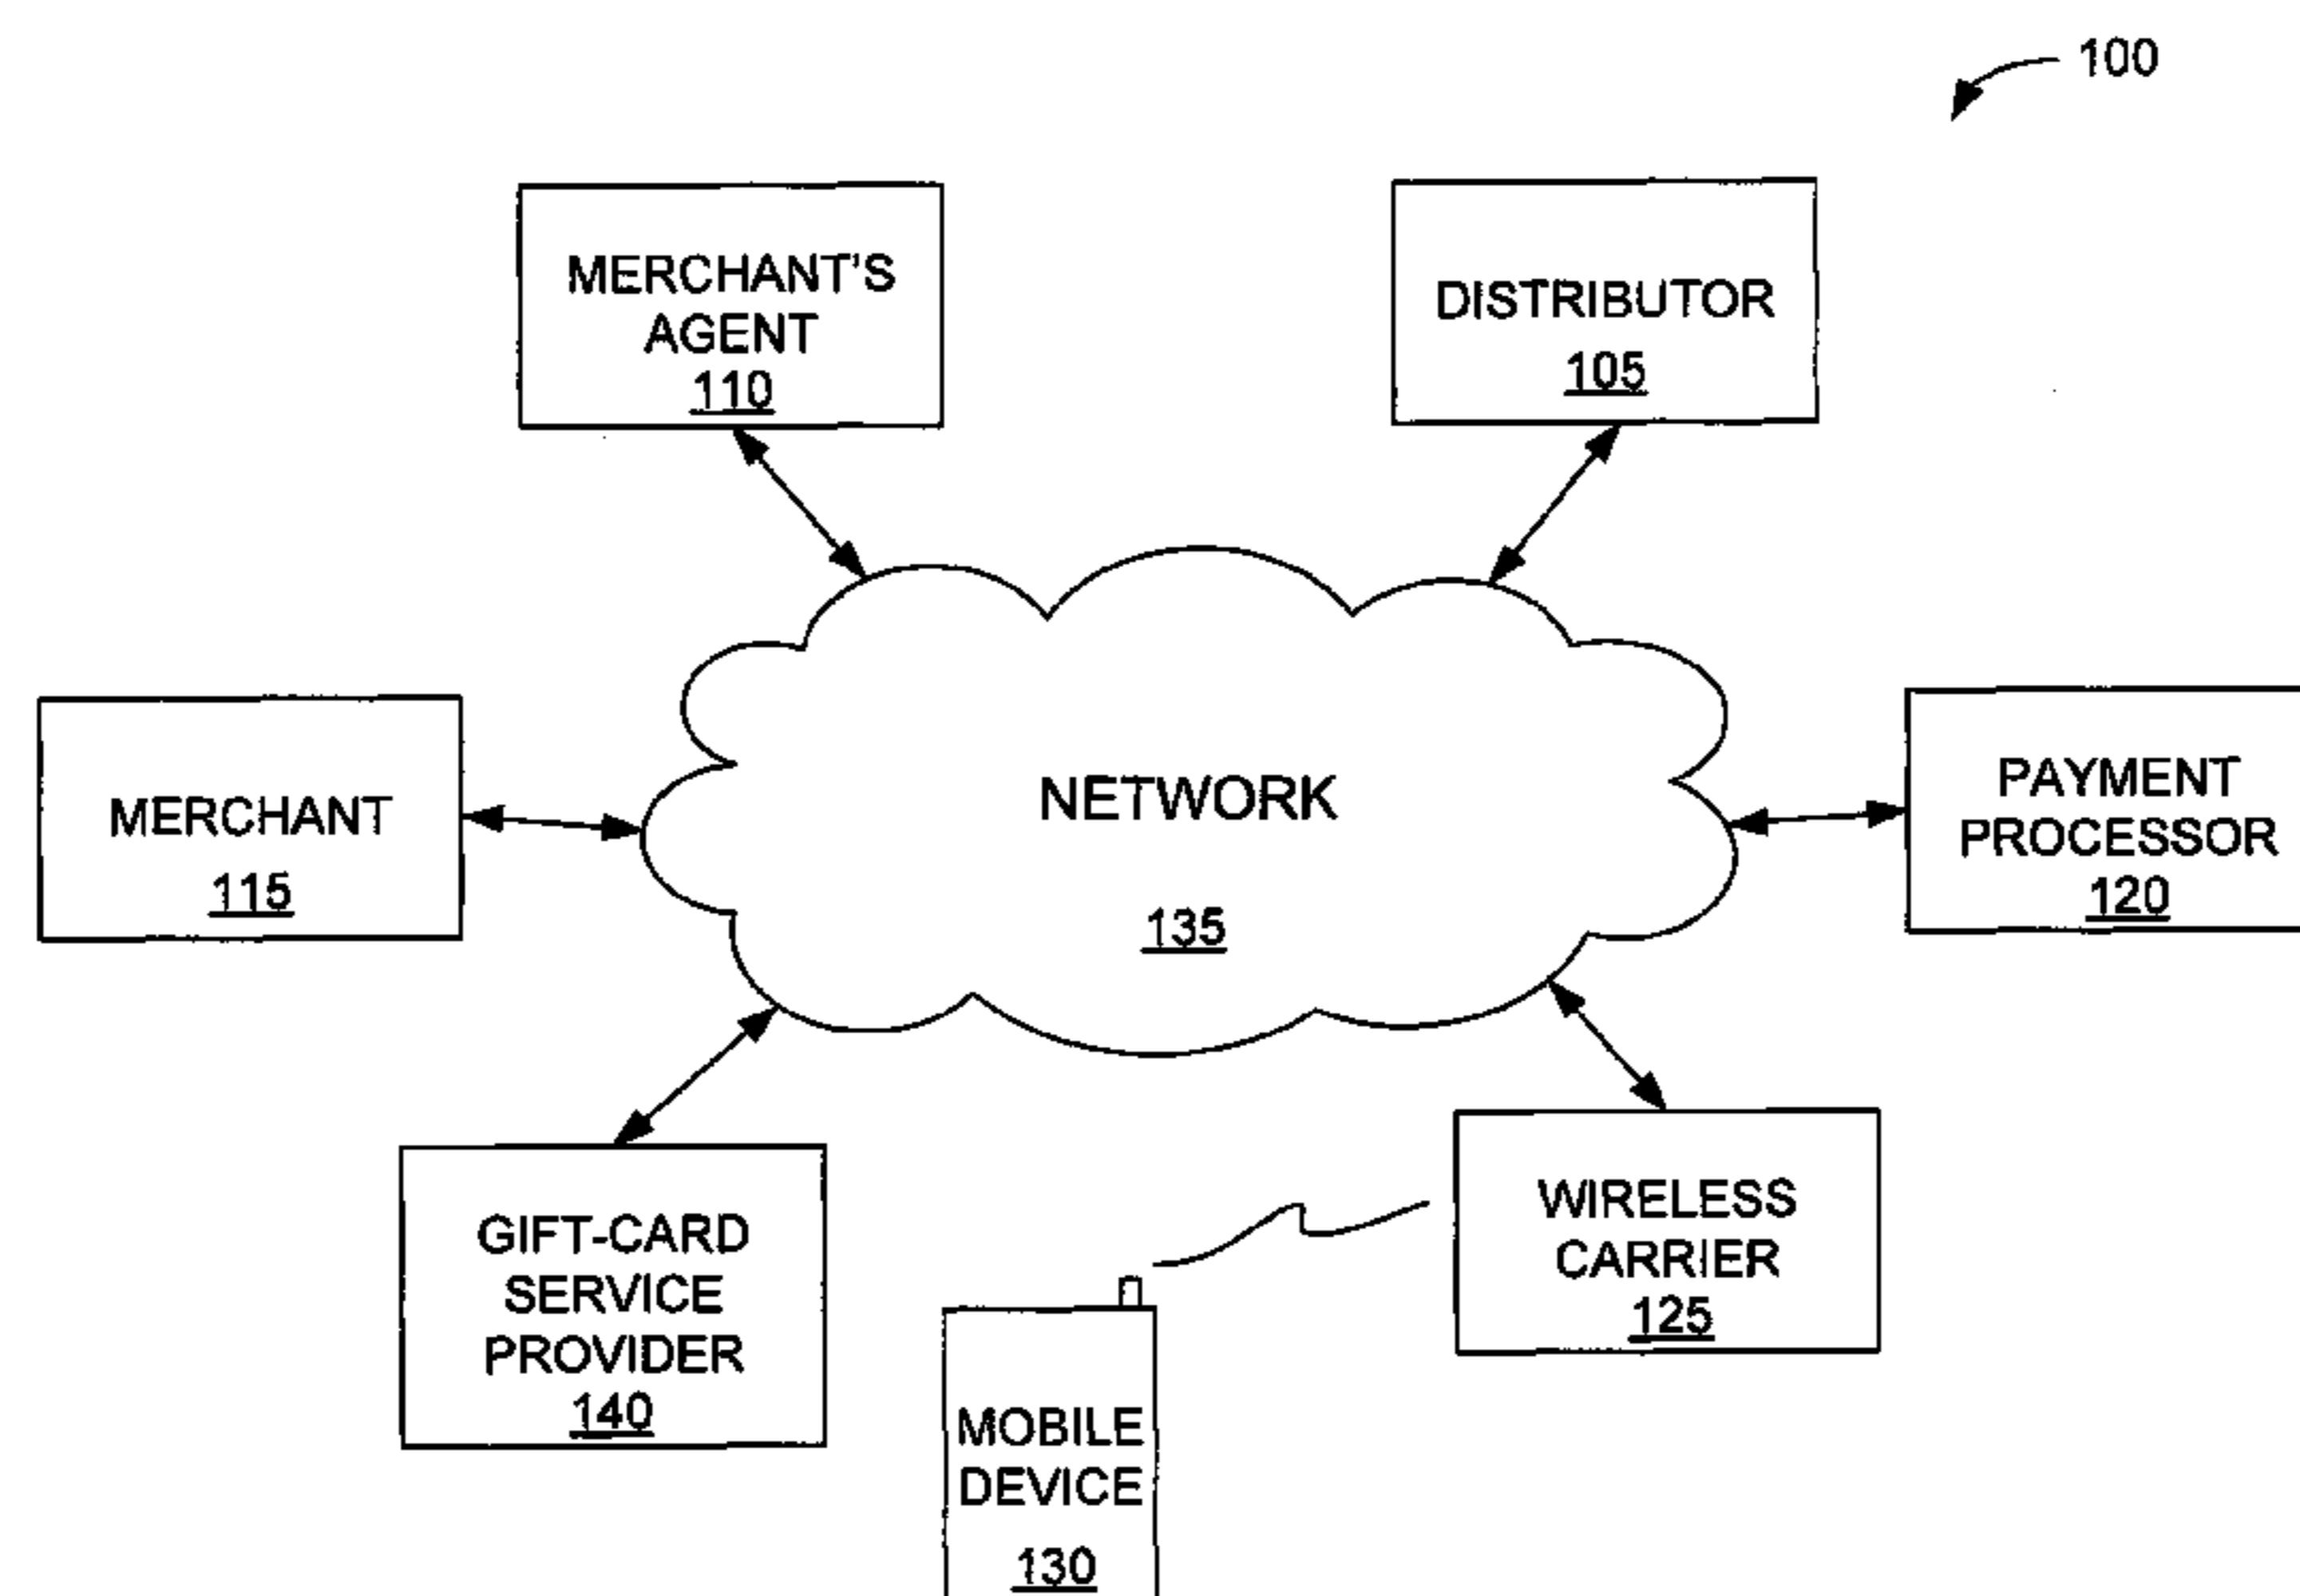 100
MERCHANT'S
AGENT
110
DISTRIBUTOR
105
MERCHANT
115
NETWORK
135
PAYMENT
PROCESSOR
120
GIFT-CARD
SERVICE
PROVIDER
140
WIRELESS
CARRIER
125
MOBILE
DEVICE
130